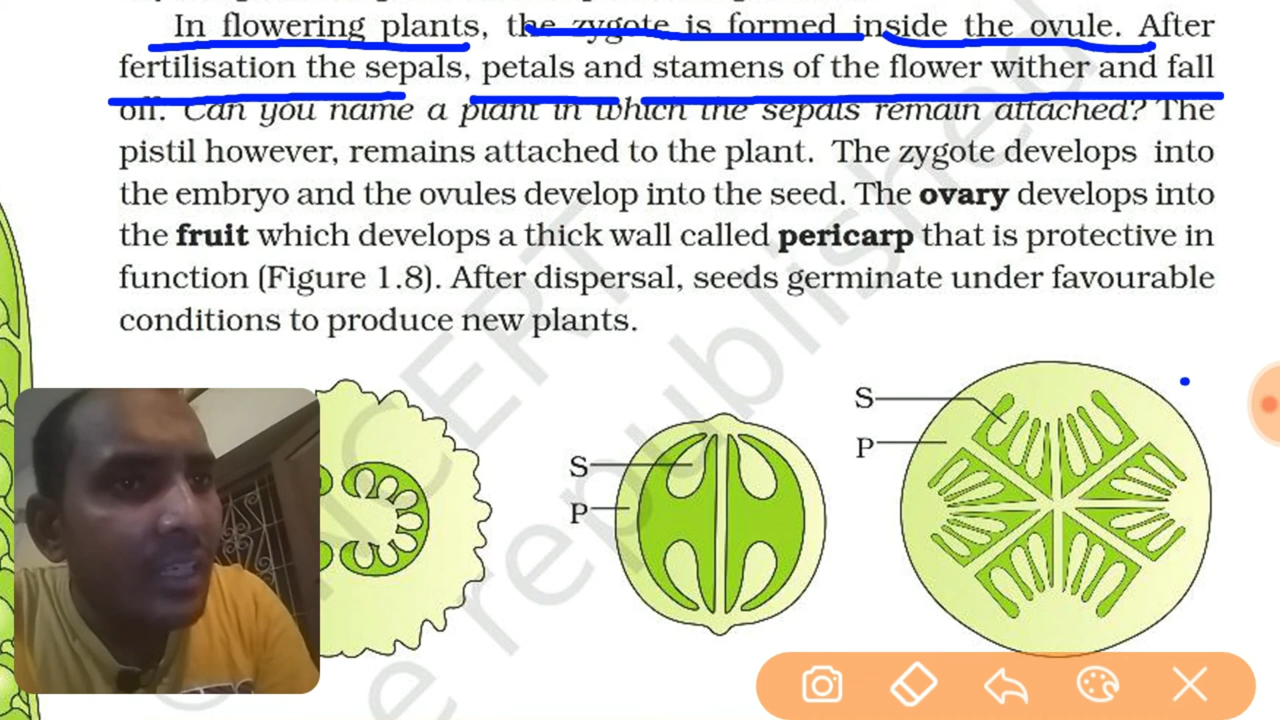 In flowering plants, the zygote is formed inside the ovule. After
fertilisation the sepals, petals and stamens of the flower wither and fall
off. Can you name a plant in which the sepals remain attached? The
pistil however, remains attached to the plant. The zygote develops into
the embryo and the ovules develop into the seed. The ovary develops into
the fruit which develops a thick wall called pericarp that is protective in
function (Figure 1.8). After dispersal, seeds germinate under favourable
conditions to produce new plants.
S
P
S
P
NCERT
republished